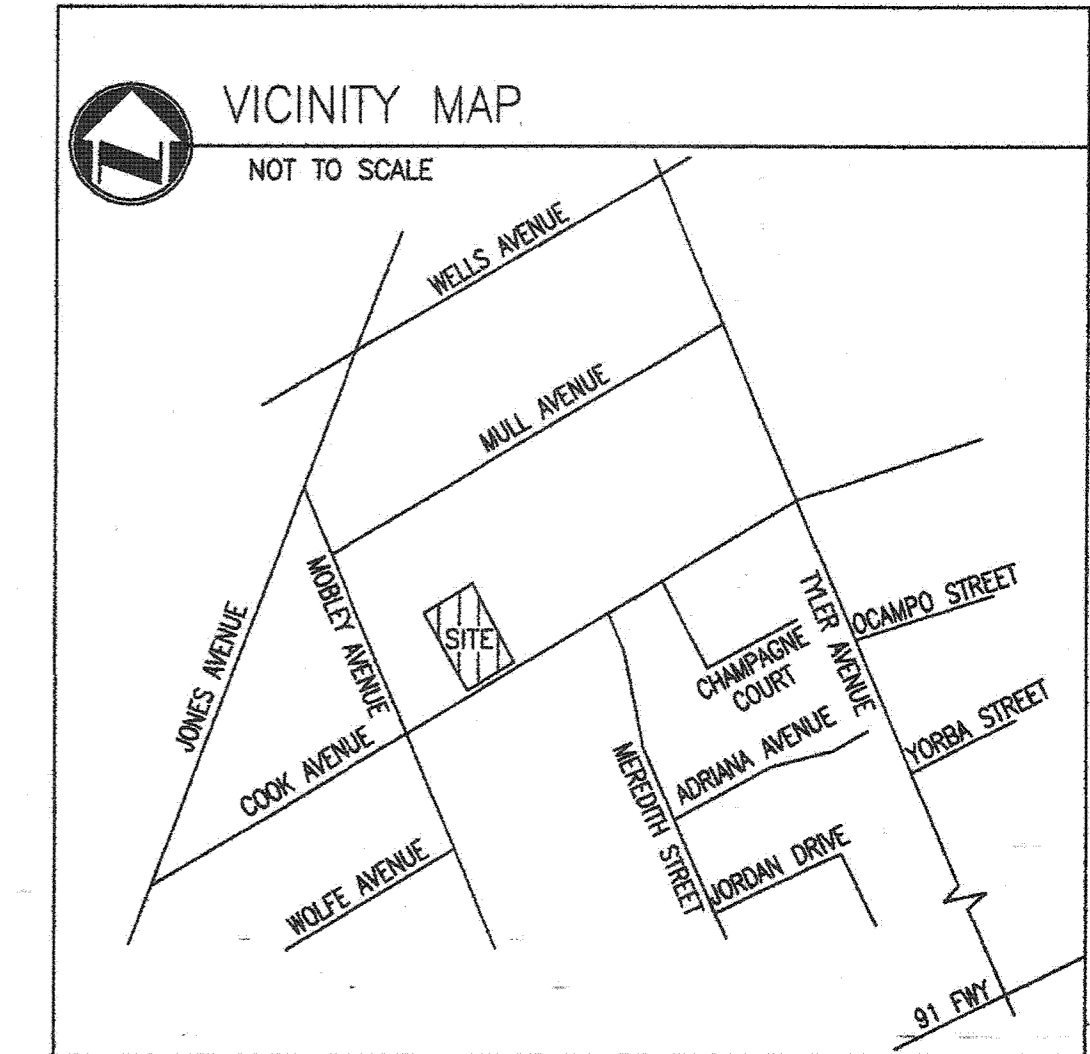 VICINITY MAP
NOT TO SCALE
WELLS AVENUE
MULL AVENUE
MOBLEY AVENUE
SITE
JONES AVENUE
TYLER AVENUE
OCAMPO STREET
CHAMPAGNE
COURT
COOK AVENUE
MEREDITH STREET
ADRIANA AVENUE
YORBA STREET
WOLFE AVENUE
JORDAN DRIVE
91 FWY